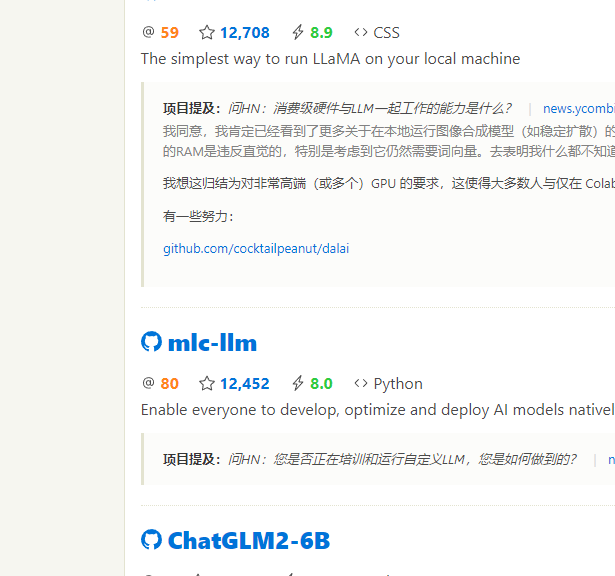 @ 59 12,708 8.9 <> CSS
The simplest way to run LLaMA on your local machine
项目提及：问HN：消费级硬件与LLM一起工作的能力是什么？ | news.ycombi
我同意，我肯定已经看到了更多关于在本地运行图像合成模型（如稳定扩散）的
的RAM是违反直觉的，特别是考虑到它仍然需要词向量。去表明我什么都不知道
我想这归结为对非常高端（或多个）GPU 的要求，这使得大多数人与仅在 Colab
有一些努力：
github.com/cocktailpeanut/dalai
mlc-llm
@ 80 12,452 8.0 <> Python
Enable everyone to develop, optimize and deploy AI models nativel
项目提及：问HN：您是否正在培训和运行自定义LLM，您是如何做到的？ | n
ChatGLM2-6B